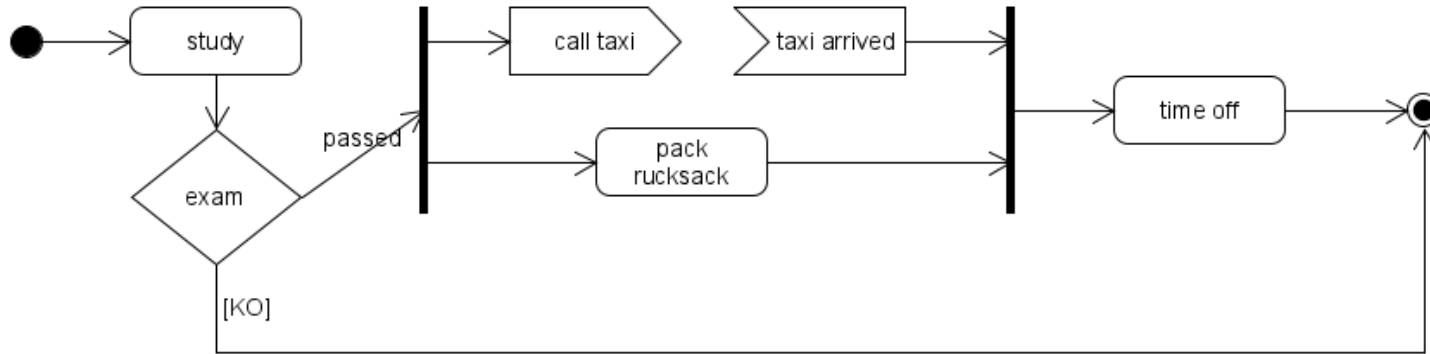 study
call taxi
taxi arrived
time off
passed
pack
rucksack
exam
[KO]